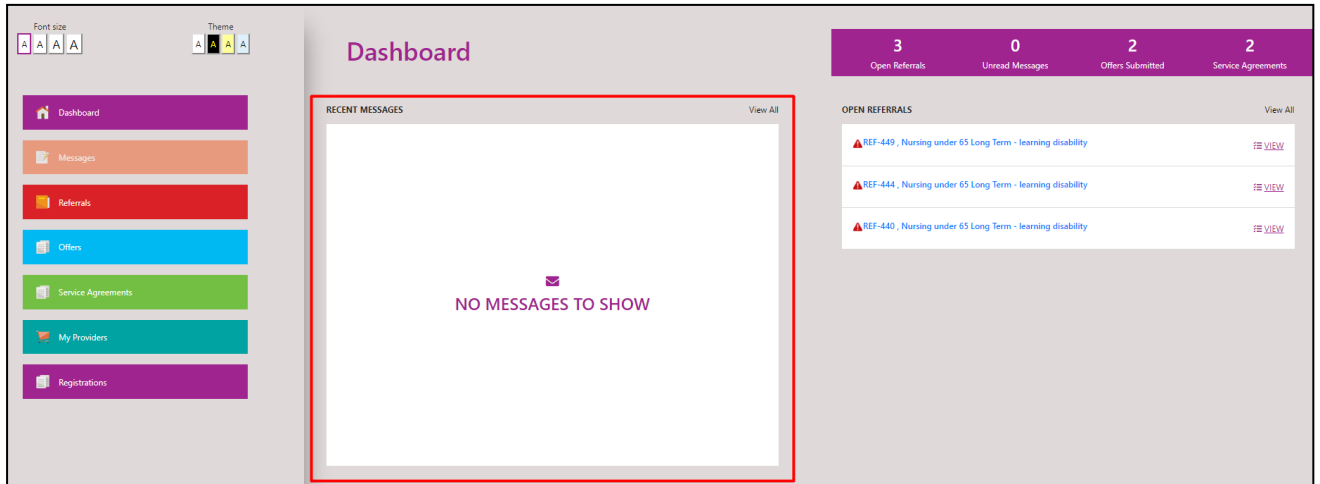 Font size
A A A A
Theme
A A A A
Dashboard
Messages
Referrals
Offers
Service Agreements
My Providers
Registrations
Dashboard
3
Open Referrals
0
Unread Messages
2
Offers Submitted
2
Service Agreements
RECENT MESSAGES
View All
NO MESSAGES TO SHOW
OPEN REFERRALS
View All
REF-449 , Nursing under 65 Long Term - learning disability
VIEW
REF-444 , Nursing under 65 Long Term - learning disability
VIEW
REF-440 , Nursing under 65 Long Term - learning disability
VIEW